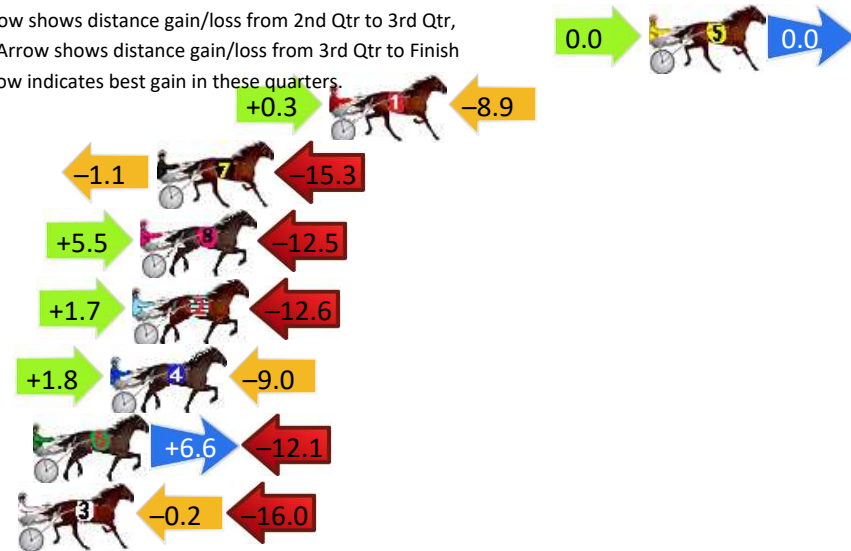 ow shows distance gain/loss from 2nd Qtr to 3rd Qtr,
Arrow shows distance gain/loss from 3rd Qtr to Finish
ow indicates best gain in these quarters.
0.0 5 0.0
+0.3 1 –8.9
–1.1 7 –15.3
+5.5 8 –12.5
+1.7 2 –12.6
+1.8 4 –9.0
+6.6 –12.1
3 –0.2 –16.0